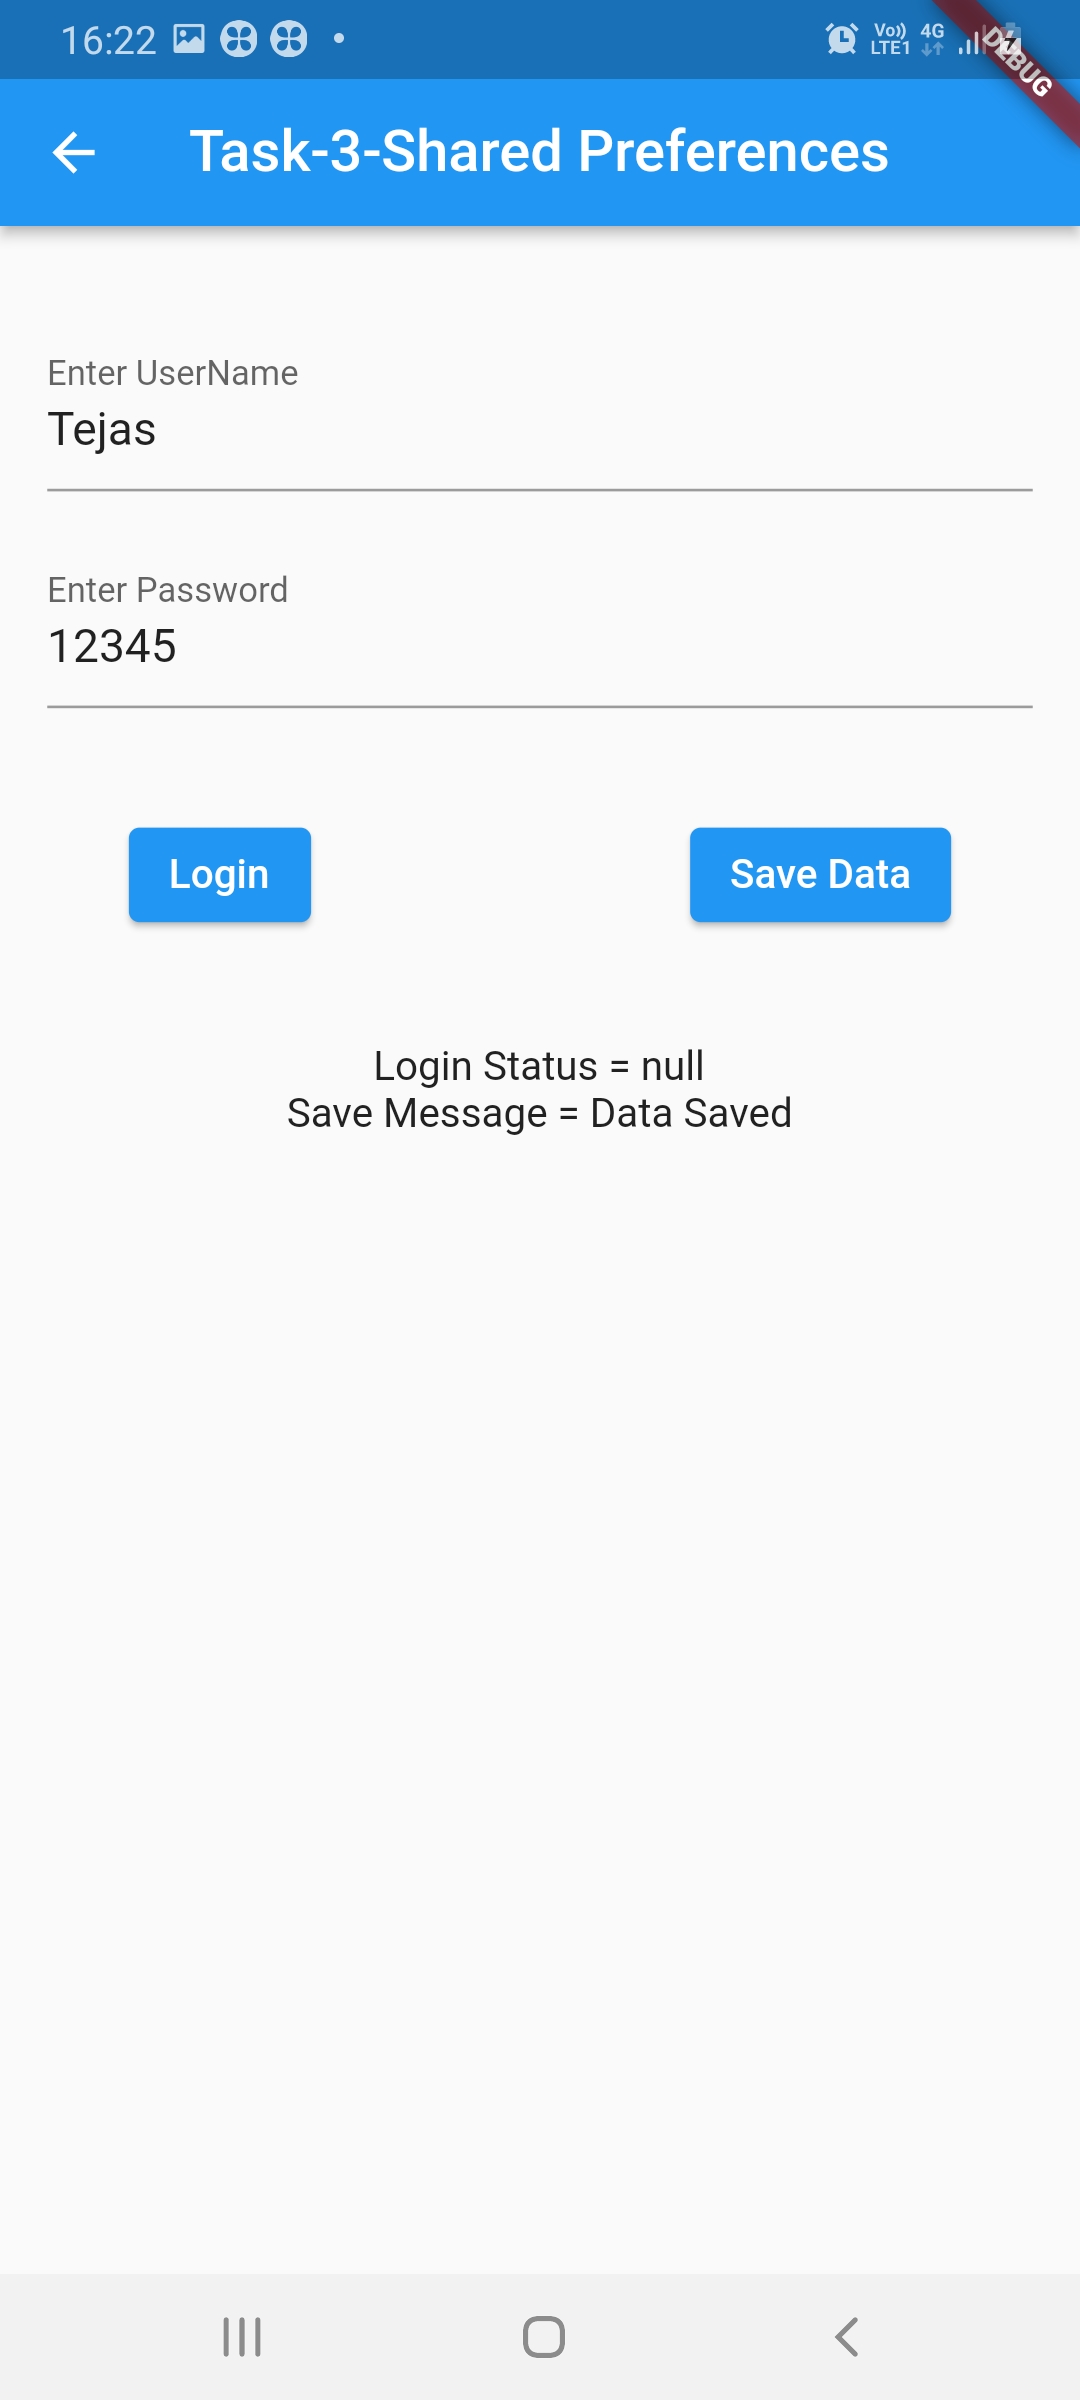 16:22
Vo)) 4G
LTE1
DEBUG
Task-3-Shared Preferences
Enter UserName
Tejas
Enter Password
12345
Login
Save Data
Login Status = null
Save Message = Data Saved